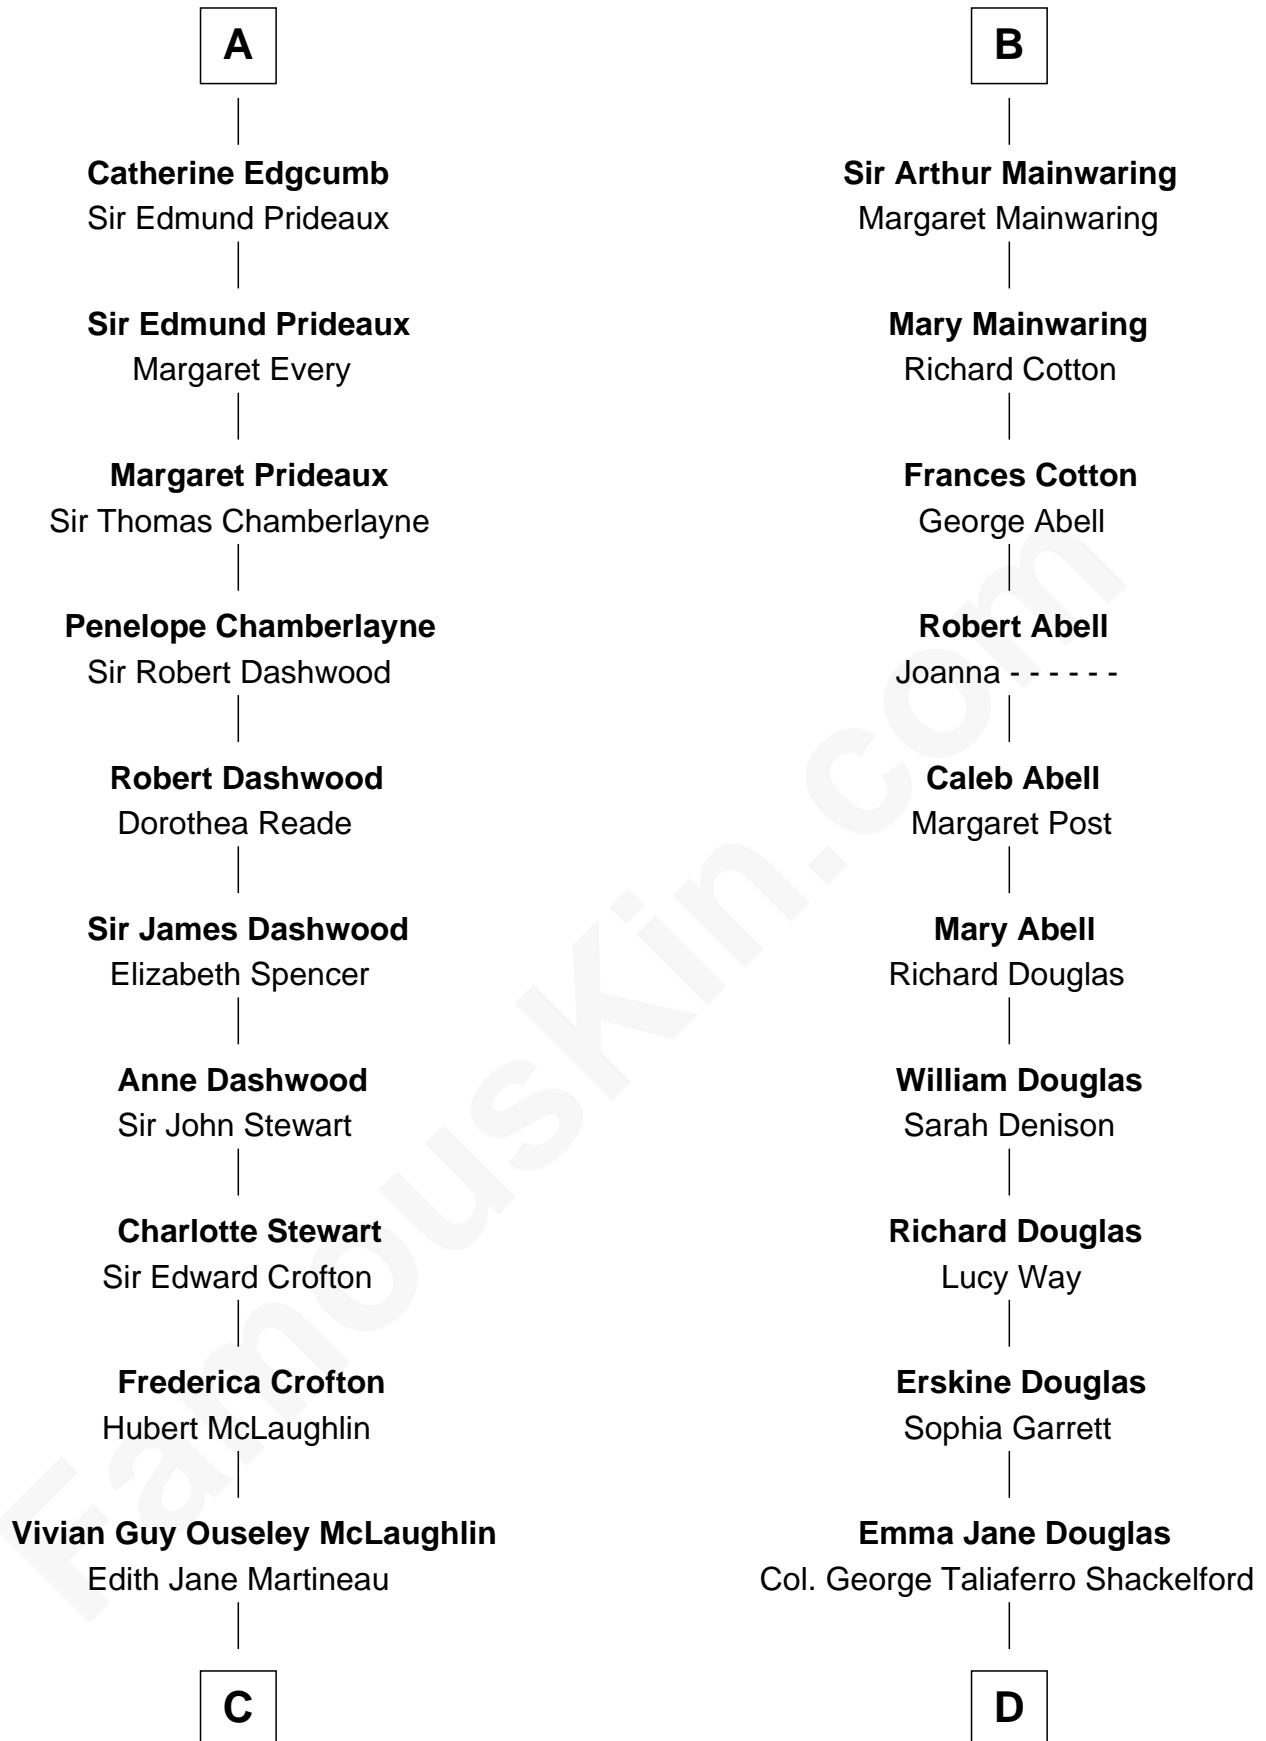 A
Catherine Edgcumb
Sir Edmund Prideaux
Sir Edmund Prideaux
Margaret Every
Margaret Prideaux
Sir Thomas Chamberlayne
Penelope Chamberlayne
Sir Robert Dashwood
Robert Dashwood
Dorothea Reade
Sir James Dashwood
Elizabeth Spencer
Anne Dashwood
Sir John Stewart
Charlotte Stewart
Sir Edward Crofton
Frederica Crofton
Hubert McLaughlin
Vivian Guy Ouseley McLaughlin
Edith Jane Martineau
C
B
Sir Arthur Mainwaring
Margaret Mainwaring
Mary Mainwaring
Richard Cotton
Frances Cotton
George Abell
Robert Abell
Joanna - - - - - -
Caleb Abell
Margaret Post
Mary Abell
Richard Douglas
William Douglas
Sarah Denison
Richard Douglas
Lucy Way
Erskine Douglas
Sophia Garrett
Emma Jane Douglas
Col. George Taliaferro Shackelford
D
FamousKin.com